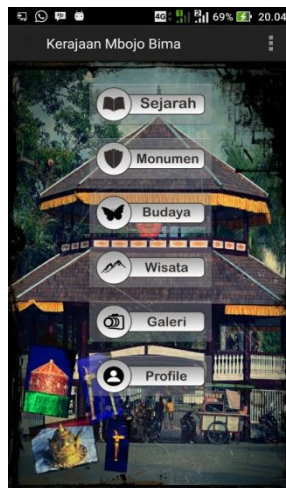 4G 69% 20.04
Kerajaan Mbojo Bima
Sejarah
Monumen
Budaya
Wisata
Galeri
Profile